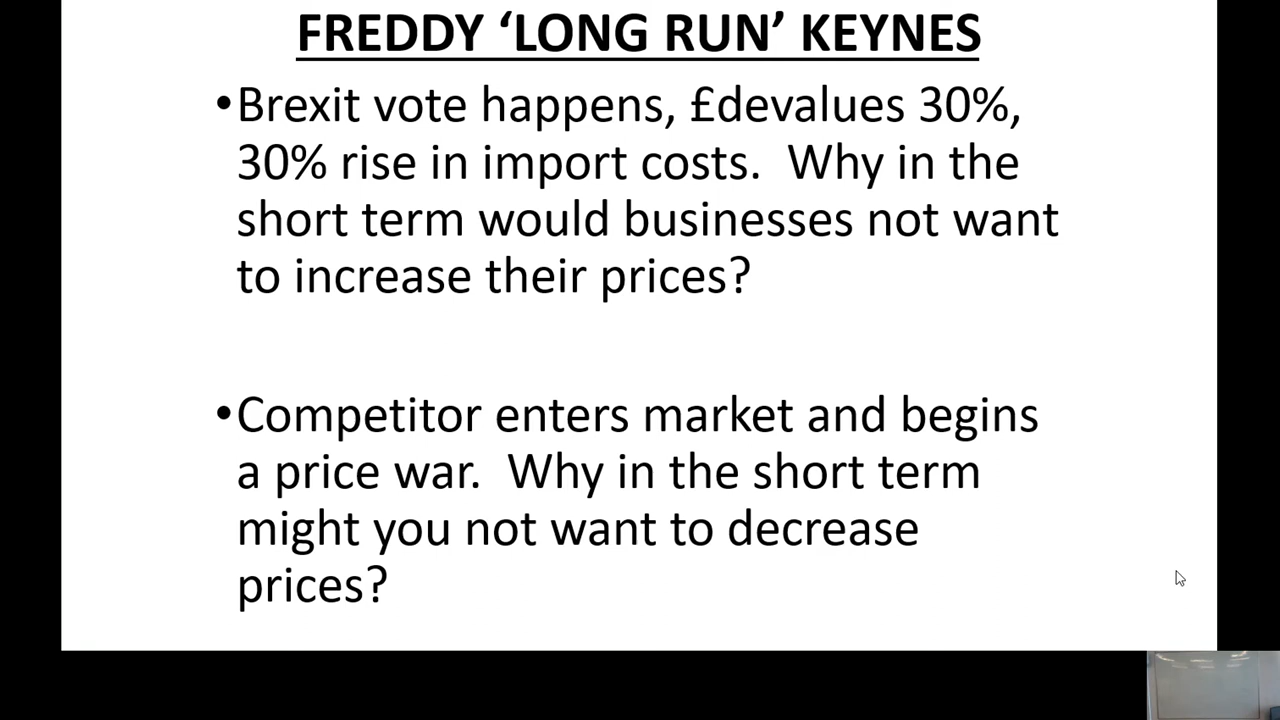 FREDDY ‘LONG RUN’ KEYNES
•Brexit vote happens, £devalues 30%,
30% rise in import costs.  Why in the
short term would businesses not want
to increase their prices?
•Competitor enters market and begins
a price war.  Why in the short term
might you not want to decrease
prices?